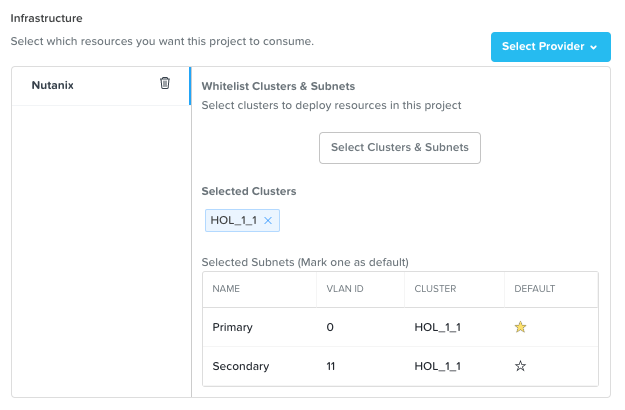 Infrastructure
Select which resources you want this project to consume.
Select Provider
Nutanix
Whitelist Clusters & Subnets
Select clusters to deploy resources in this project
Select Clusters & Subnets
Selected Clusters
HOL_1_1 ×
Selected Subnets (Mark one as default)
NAME VLAN ID CLUSTER DEFAULT
Primary 0 HOL_1_1
Secondary 11 HOL_1_1